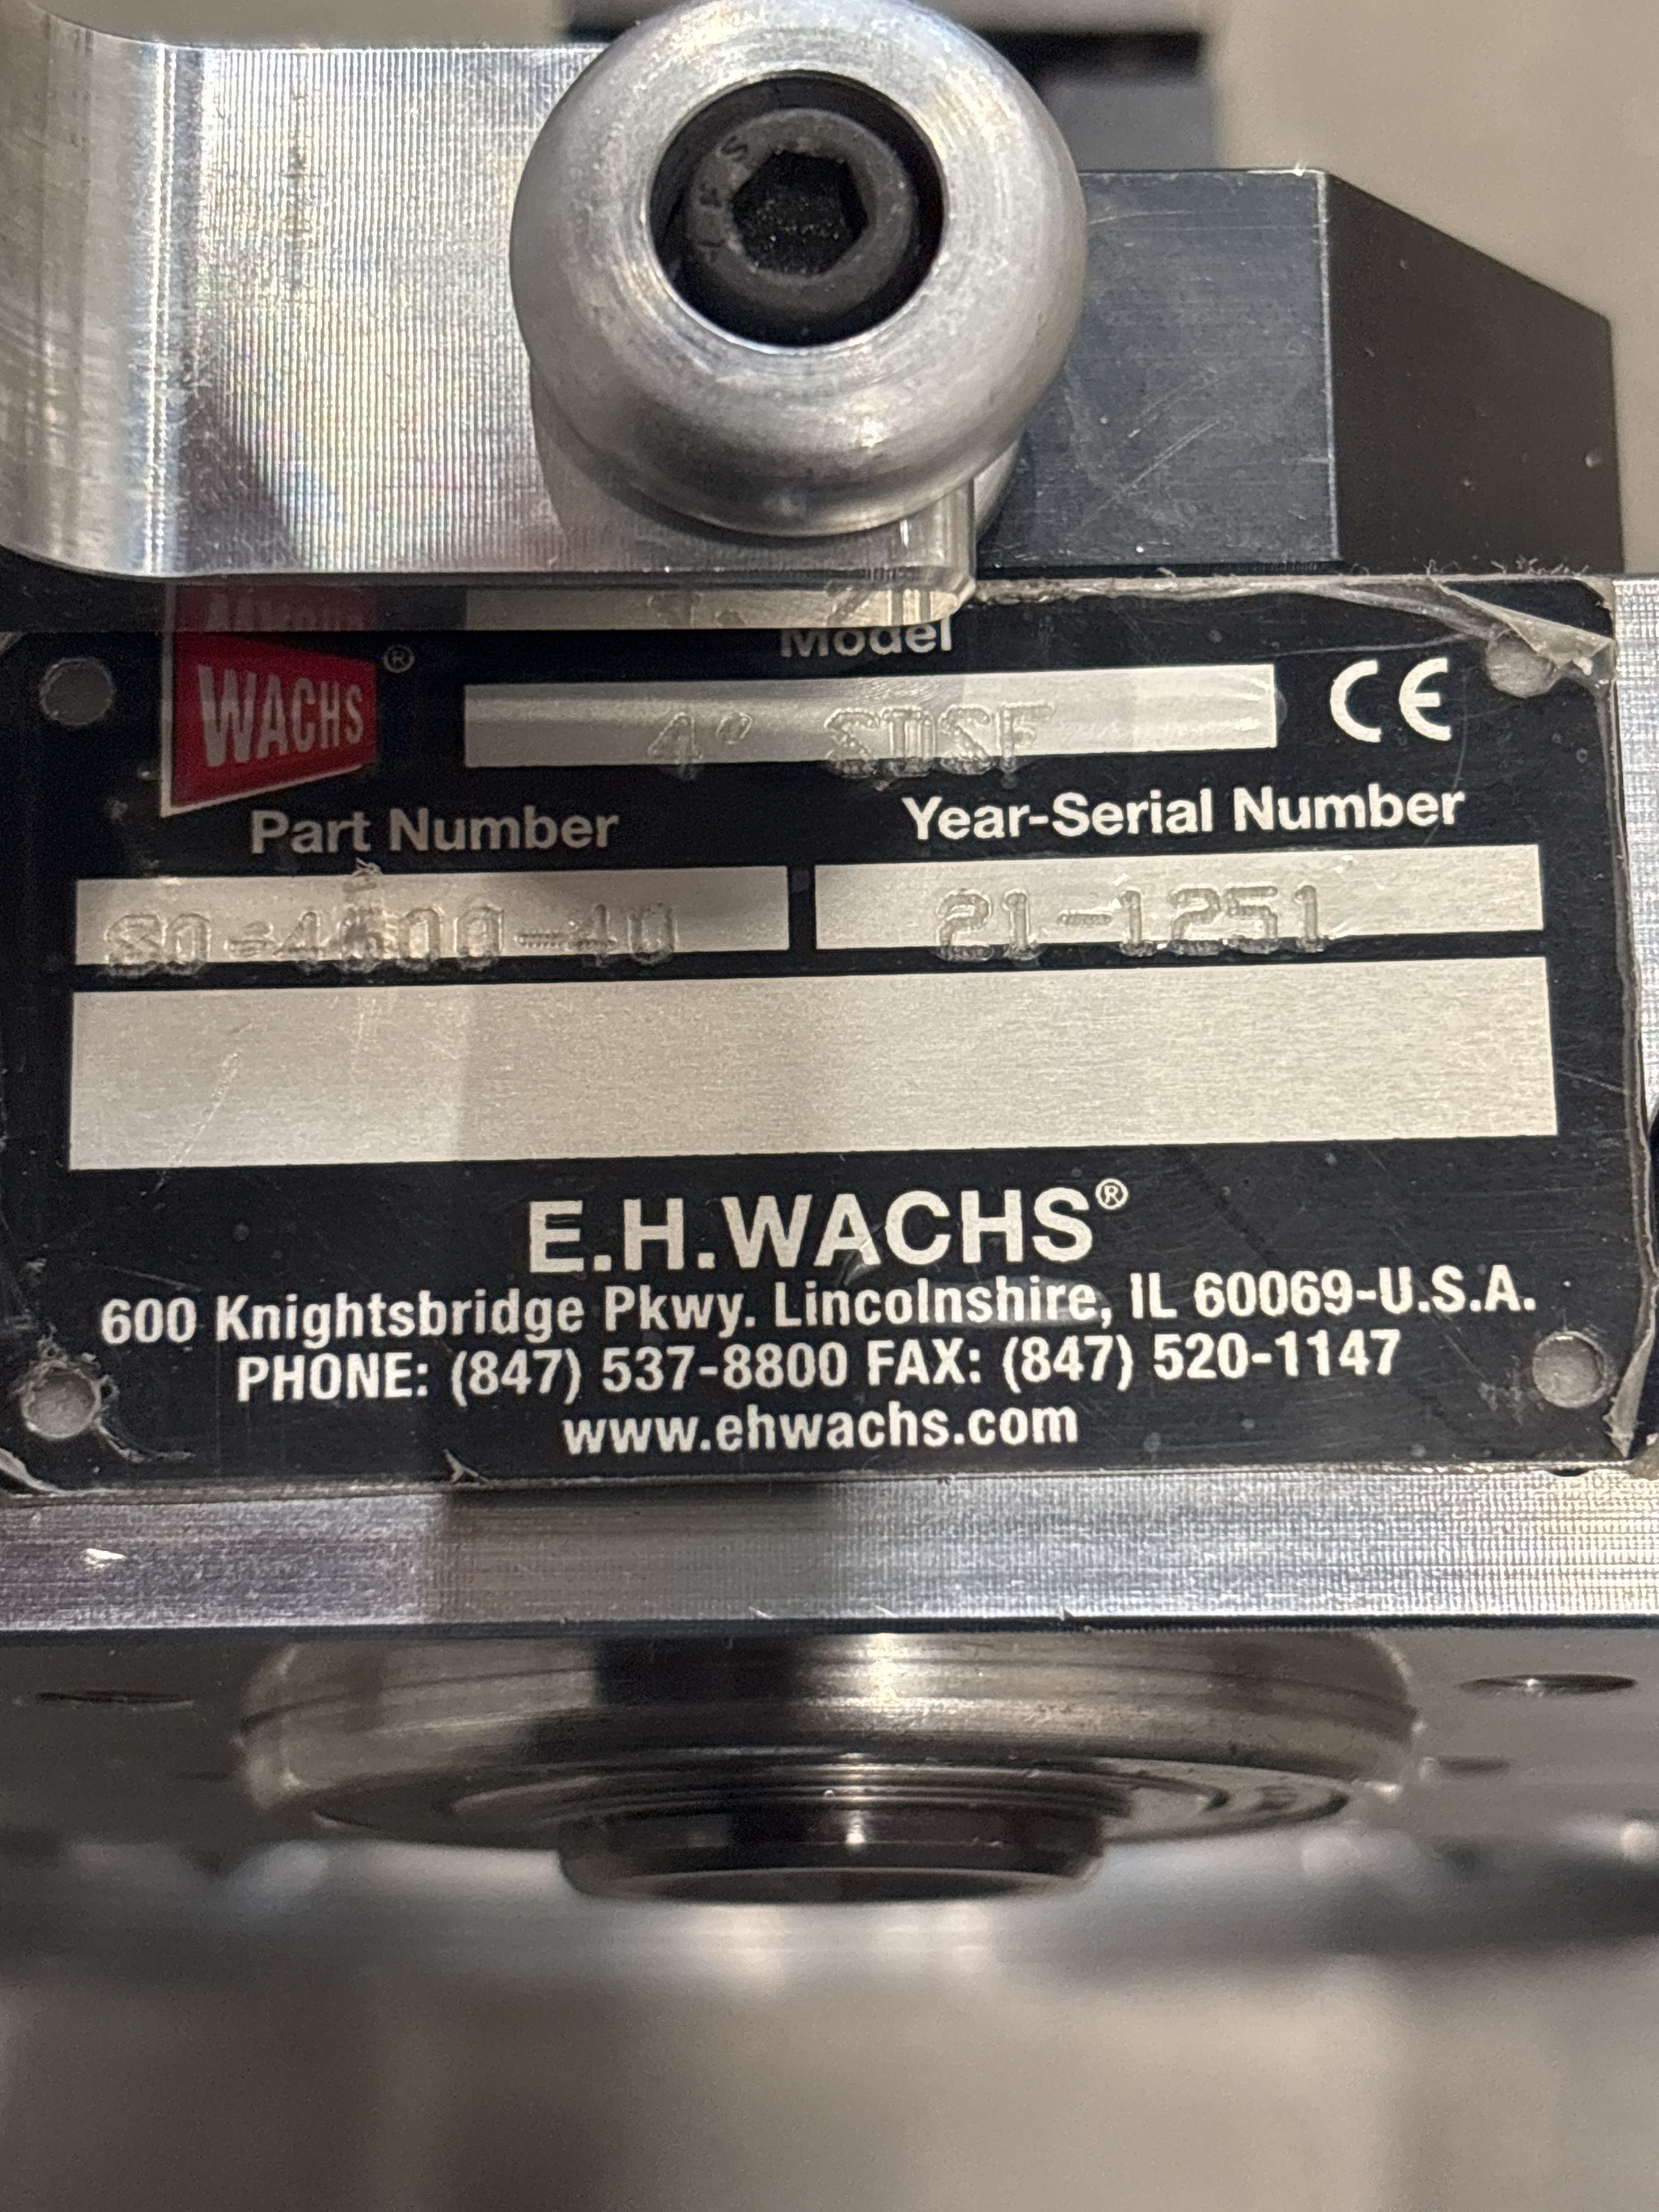 WACHS®
Model
4" SDSF
CE
Part Number
Year-Serial Number
21-1251
E.H.WACHS®
600 Knightsbridge Pkwy. Lincolnshire, IL 60069-U.S.A.
PHONE: (847) 537-8800 FAX: (847) 520-1147
www.ehwachs.com